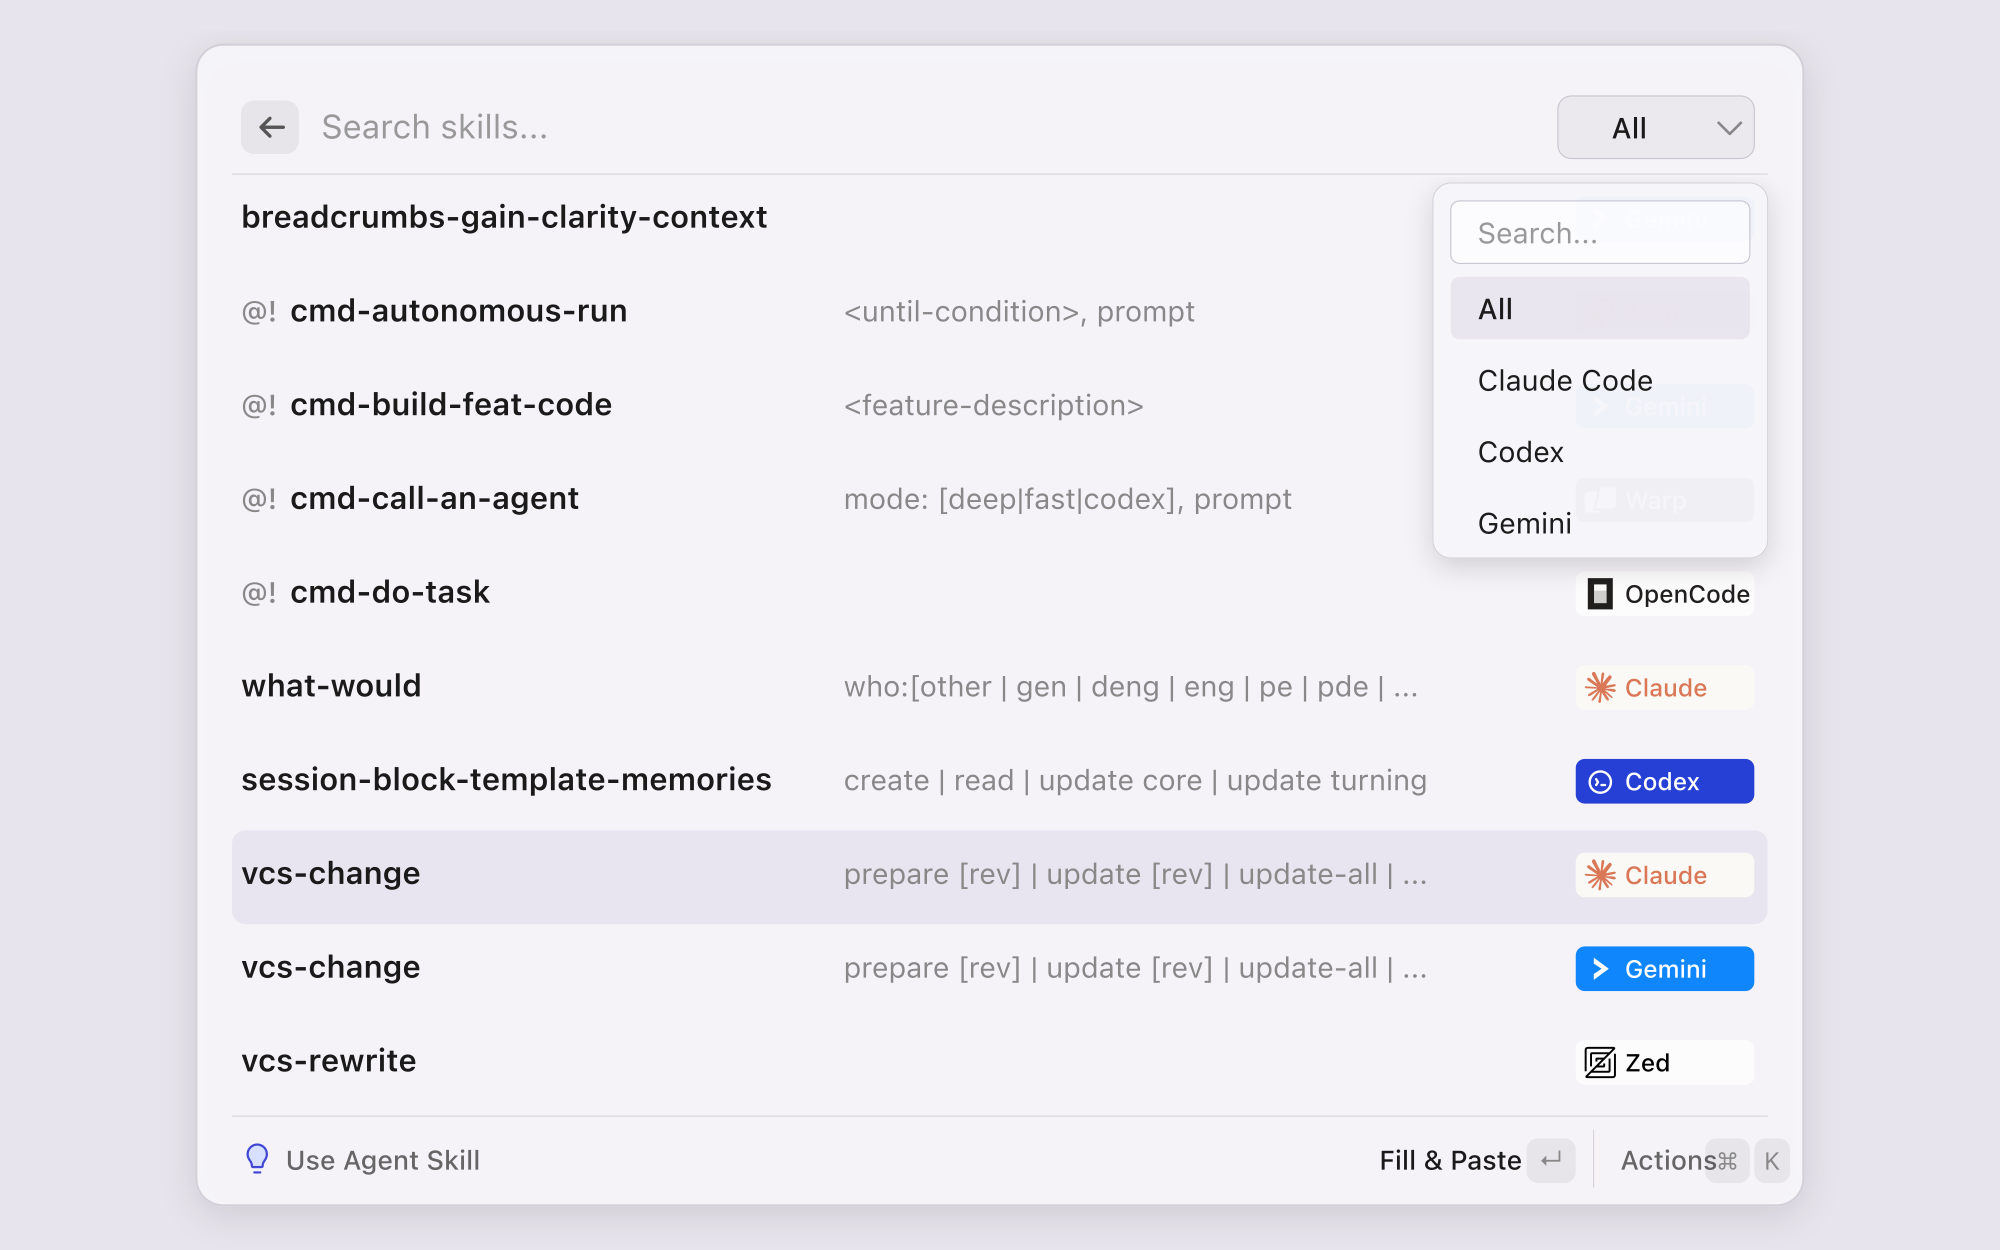 Search skills...
All
breadcrumbs-gain-clarity-context
Search...
@! cmd-autonomous-run <until-condition>, prompt
All
Claude Code
@! cmd-build-feat-code <feature-description>
Gemini
Codex
@! cmd-call-an-agent mode: [deep|fast|codex], prompt
Warp
Gemini
@! cmd-do-task OpenCode
what-would who:[other | gen | deng | eng | pe | pde | ... Claude
session-block-template-memories create | read | update core | update turning Codex
vcs-change prepare [rev] | update [rev] | update-all | ... Claude
vcs-change prepare [rev] | update [rev] | update-all | ... Gemini
vcs-rewrite Zed
Use Agent Skill Fill & Paste ↵ Actions ⌘ K